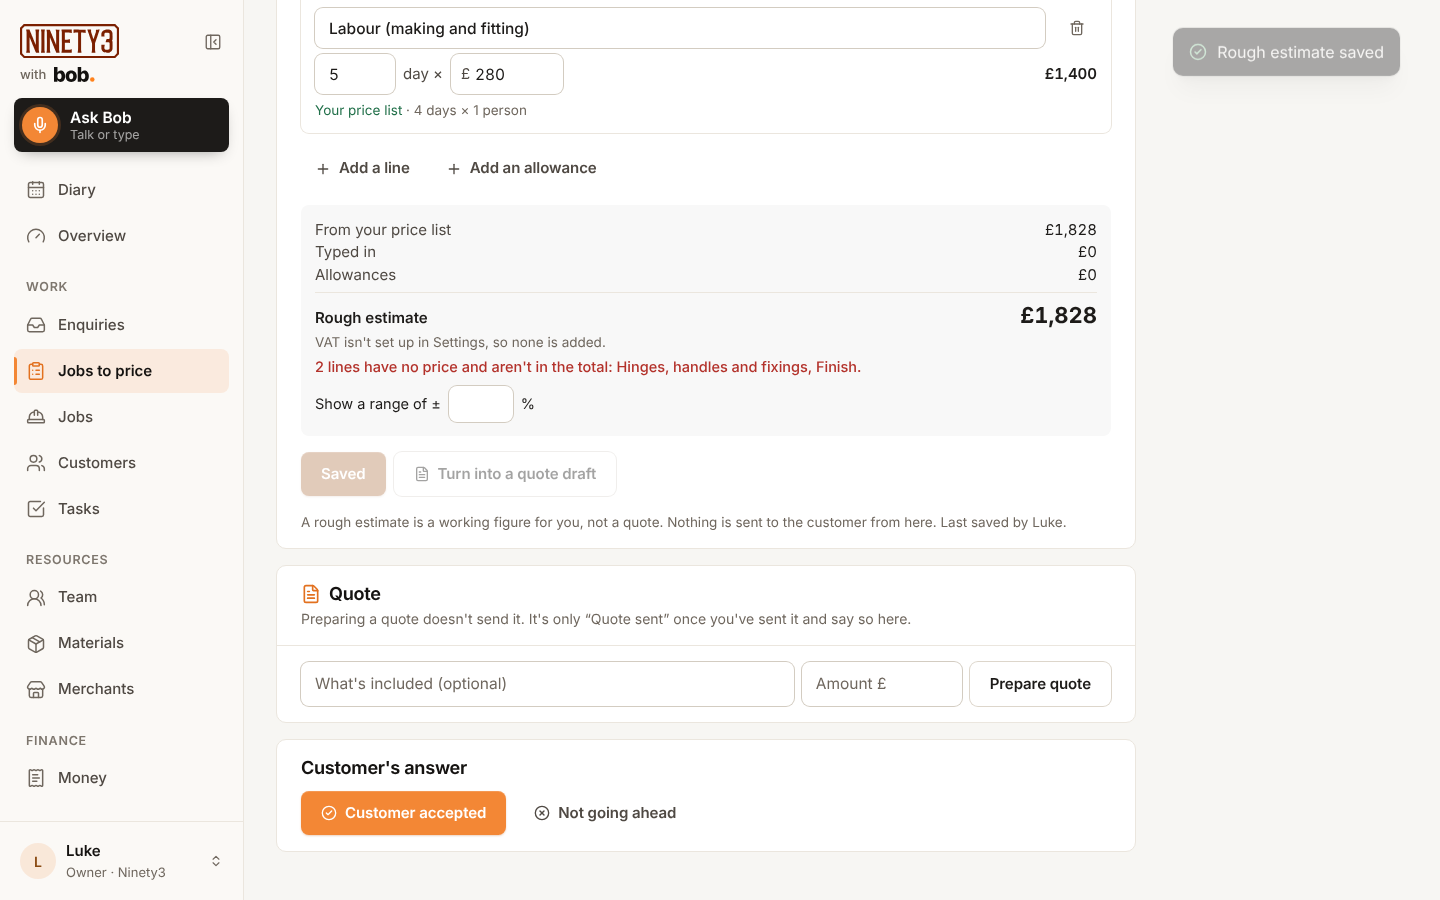 NINETY3
with bob.
Ask Bob
Talk or type
Diary
Overview
WORK
Enquiries
Jobs to price
Jobs
Customers
Tasks
RESOURCES
Team
Materials
Merchants
FINANCE
Money
L
Luke
Owner · Ninety3
Labour (making and fitting)
5 day × £ 280 £1,400
Your price list · 4 days × 1 person
+ Add a line + Add an allowance
From your price list £1,828
Typed in £0
Allowances £0
Rough estimate £1,828
VAT isn't set up in Settings, so none is added.
2 lines have no price and aren't in the total: Hinges, handles and fixings, Finish.
Show a range of ± %
Saved Turn into a quote draft
A rough estimate is a working figure for you, not a quote. Nothing is sent to the customer from here. Last saved by Luke.
Quote
Preparing a quote doesn't send it. It's only “Quote sent” once you've sent it and say so here.
What's included (optional) Amount £ Prepare quote
Customer's answer
Customer accepted Not going ahead
Rough estimate saved